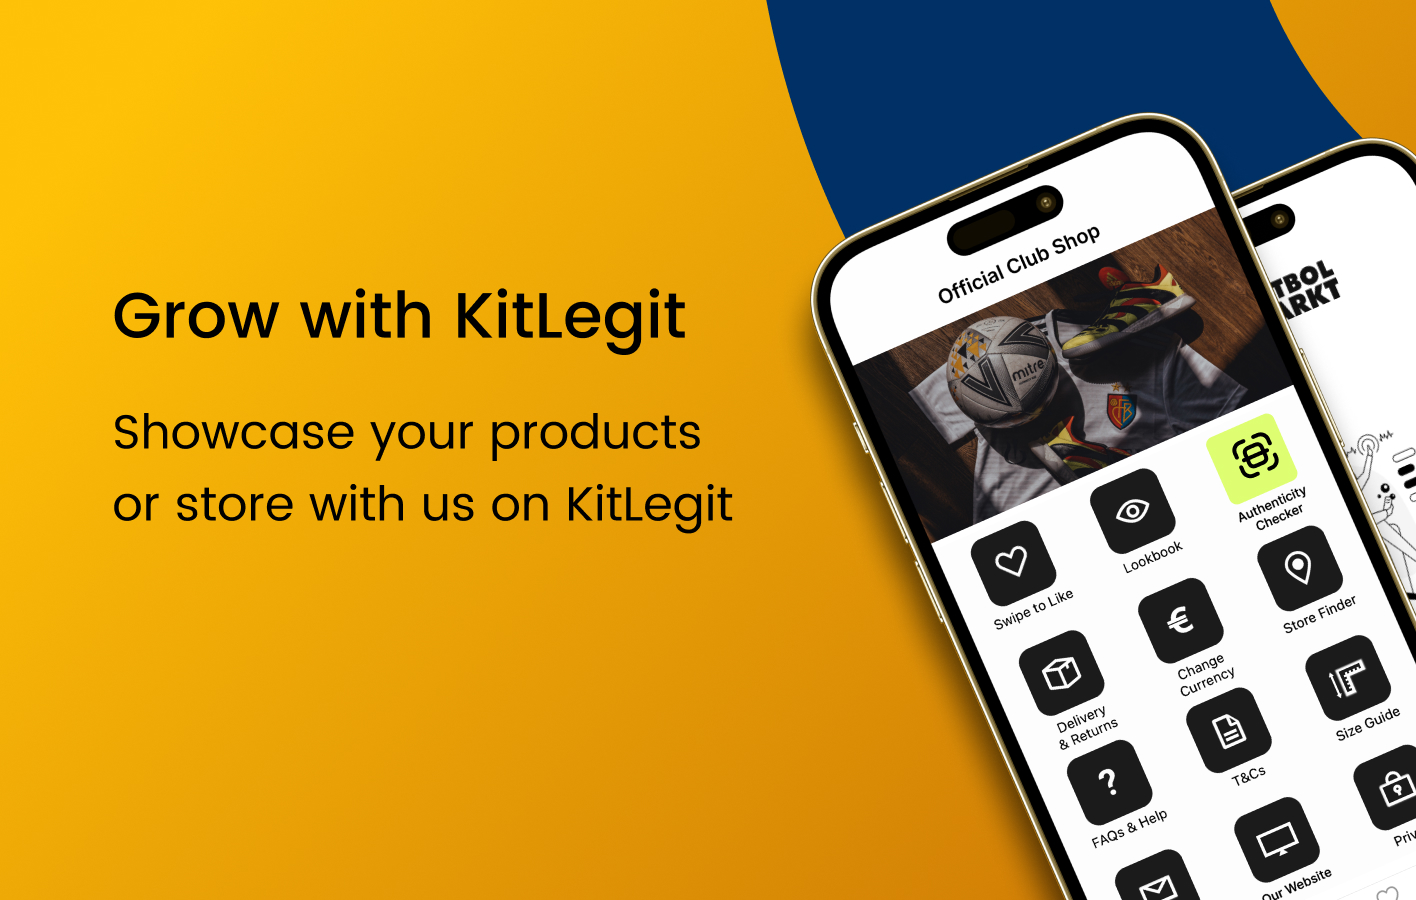 Grow with KitLegit
Showcase your products
or store with us on KitLegit
Official Club Shop
mitre
FCB
Swipe to Like
Lookbook
Authenticity
Checker
Delivery
& Returns
Change
Currency
Store Finder
FAQs & Help
T&Cs
Size Guide
Our Website